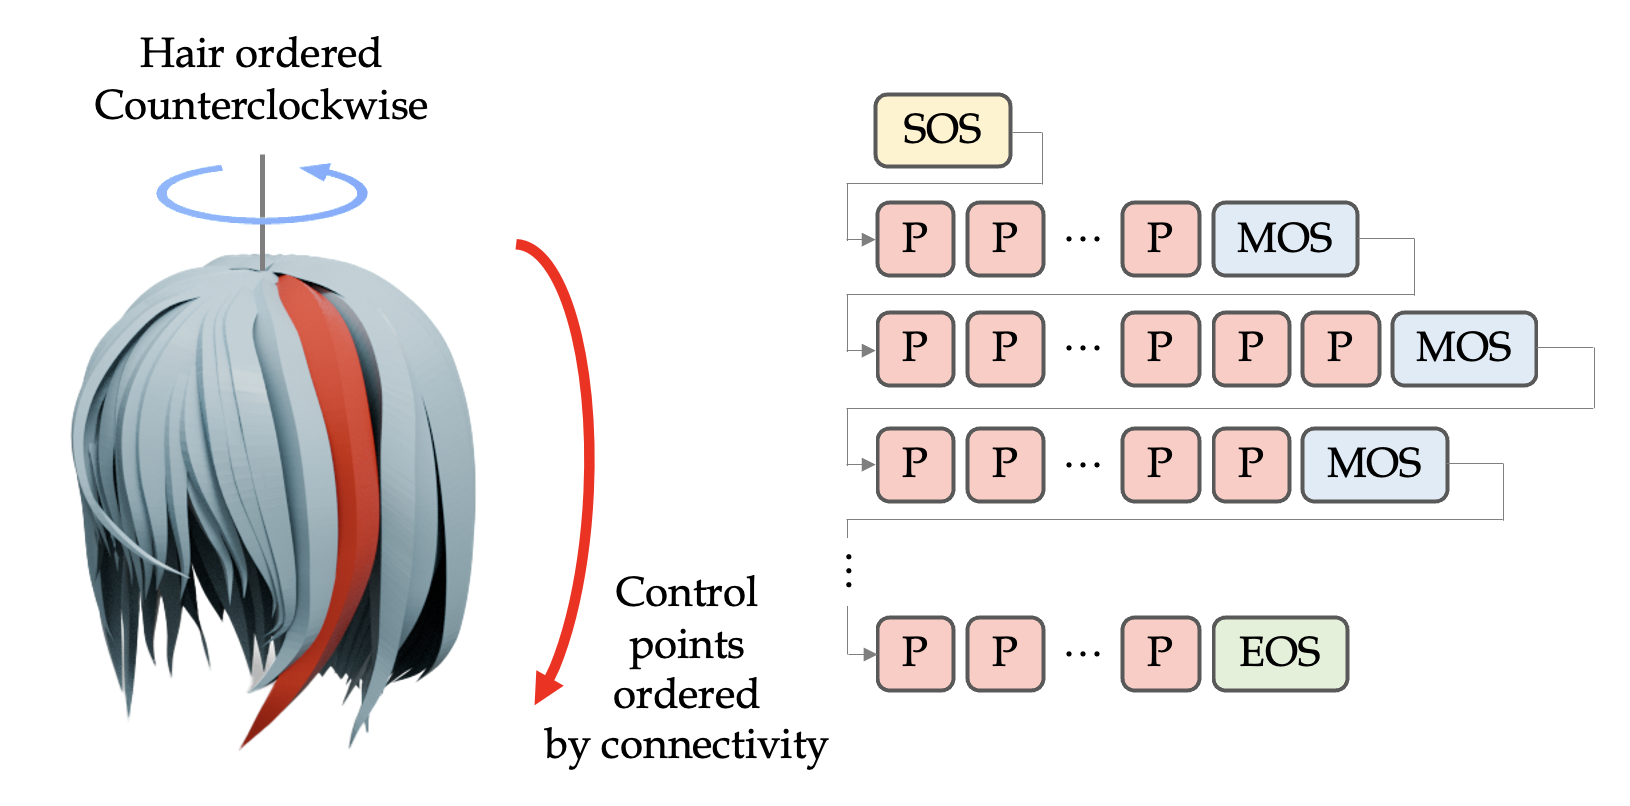 Hair ordered
Counterclockwise
Control
points
ordered
by connectivity
SOS
P P ... P MOS
P P ... P P P MOS
P P ... P P MOS
⋮
P P ... P EOS